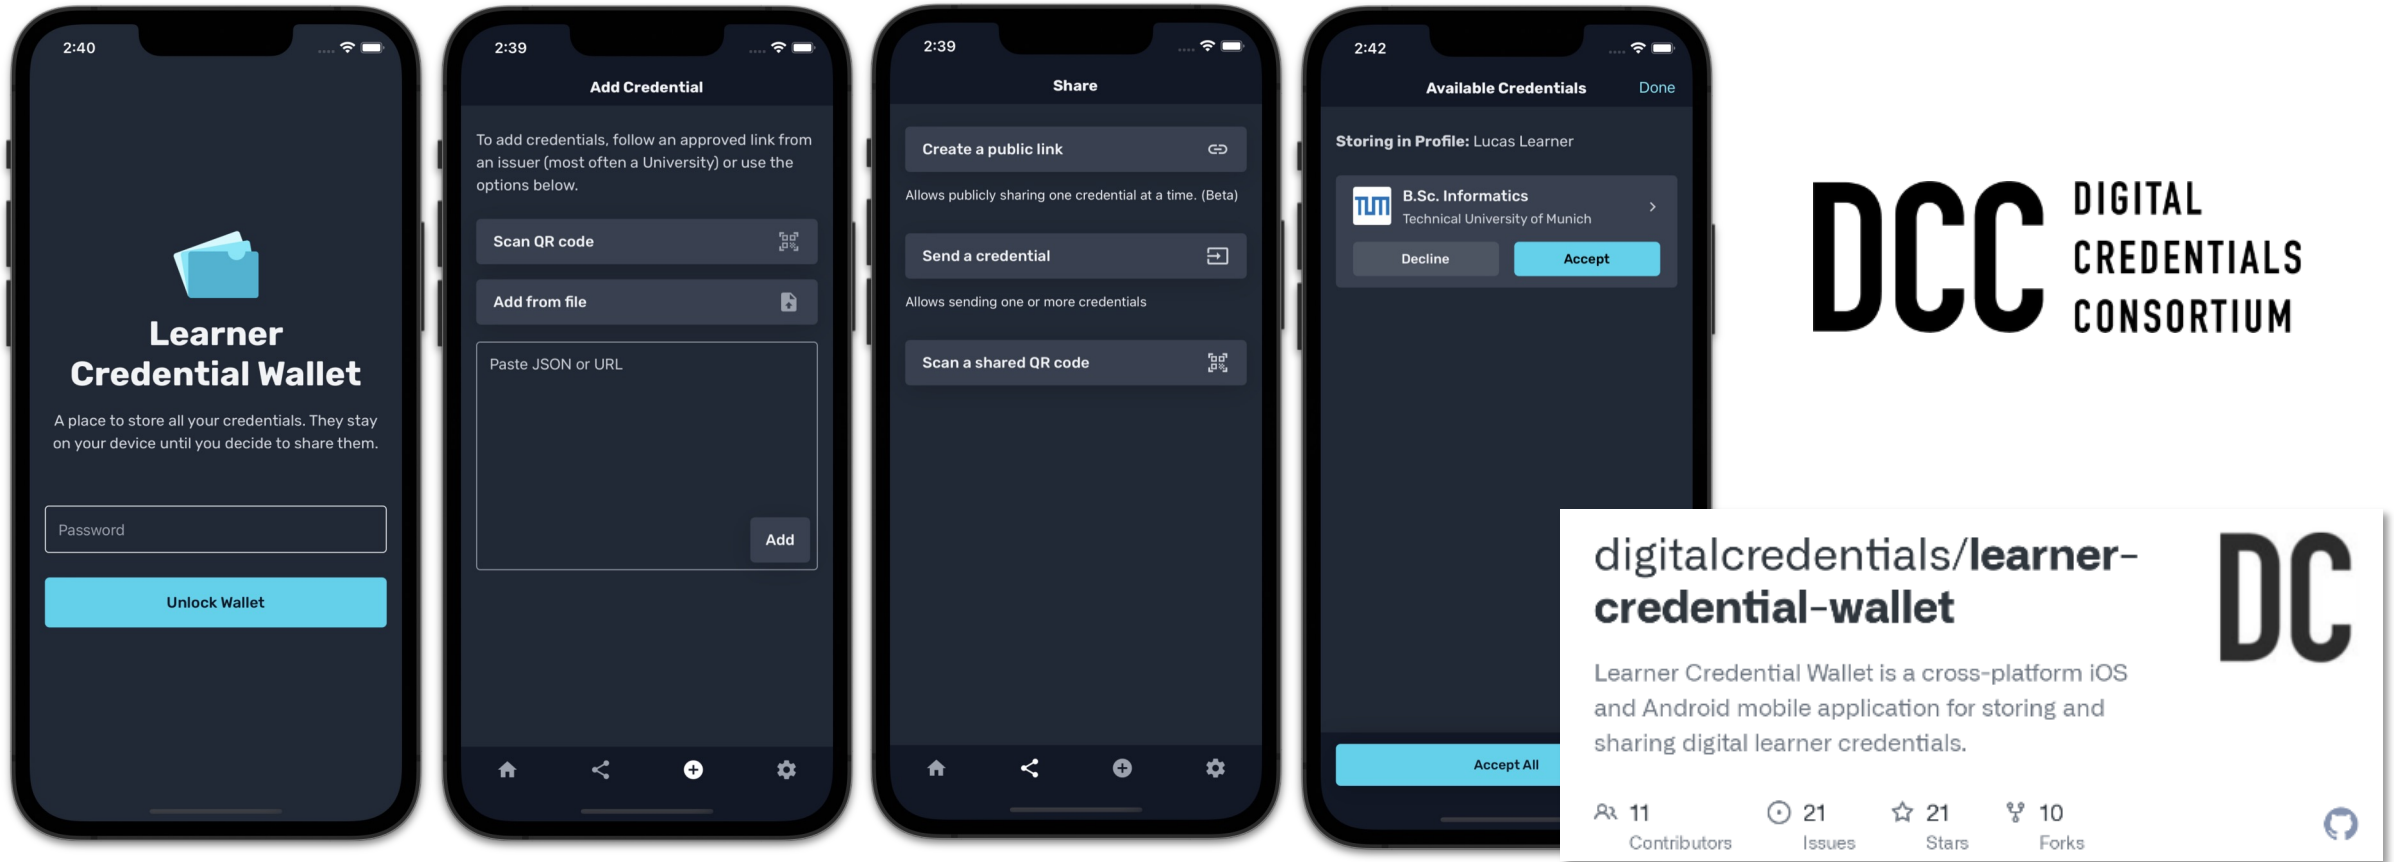 2:40
Learner
Credential Wallet
A place to store all your credentials. They stay
on your device until you decide to share them.
Password
Unlock Wallet
2:39
Add Credential
To add credentials, follow an approved link from
an issuer (most often a University) or use the
options below.
Scan QR code
Add from file
Paste JSON or URL
Add
2:39
Share
Create a public link
Allows publicly sharing one credential at a time. (Beta)
Send a credential
Allows sending one or more credentials
Scan a shared QR code
2:42
Available Credentials
Done
Storing in Profile: Lucas Learner
TUM
B.Sc. Informatics
Technical University of Munich
Decline
Accept
Accept All
DCC
DIGITAL
CREDENTIALS
CONSORTIUM
digitalcredentials/learner-
credential-wallet
DC
Learner Credential Wallet is a cross-platform iOS
and Android mobile application for storing and
sharing digital learner credentials.
11
Contributors
21
Issues
21
Stars
10
Forks